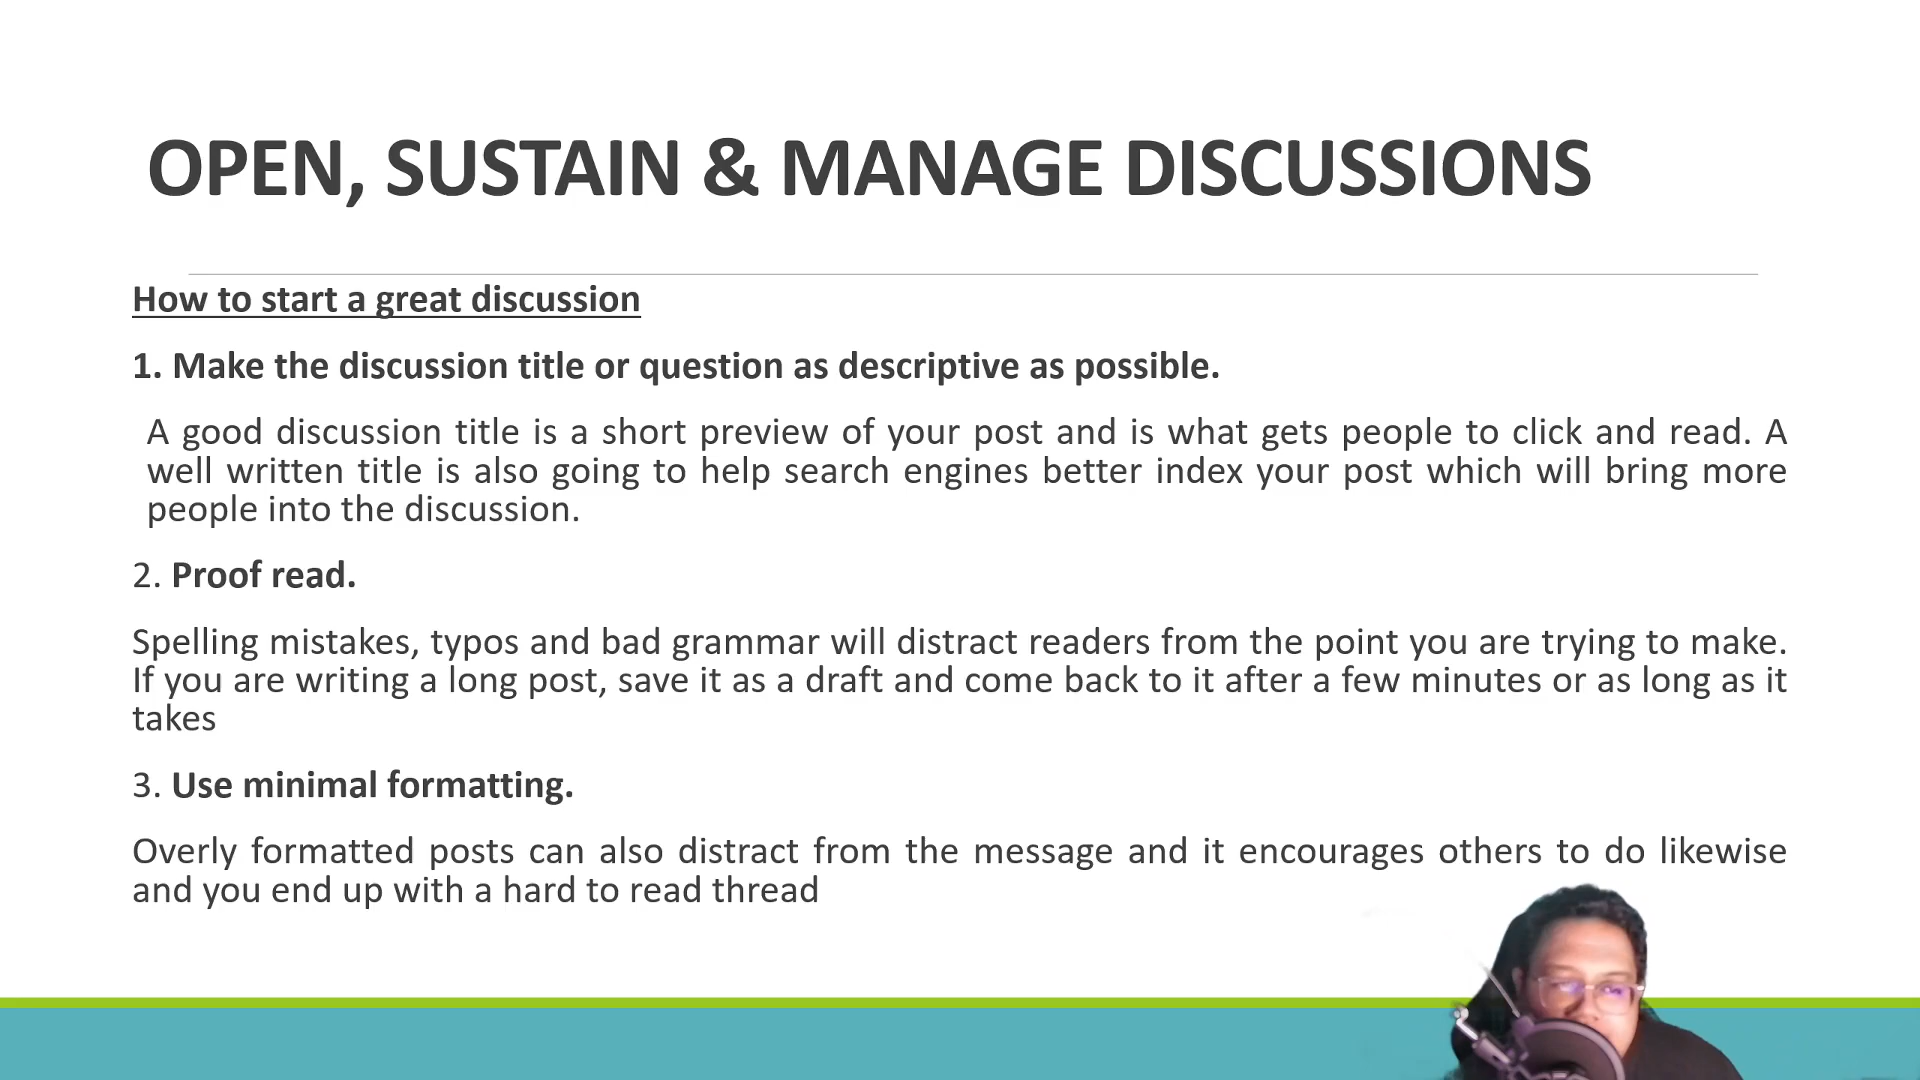 OPEN, SUSTAIN & MANAGE DISCUSSIONS
How to start a great discussion
1. Make the discussion title or question as descriptive as possible.
A good discussion title is a short preview of your post and is what gets people to click and read. A
well written title is also going to help search engines better index your post which will bring more
people into the discussion.
2. Proof read.
Spelling mistakes, typos and bad grammar will distract readers from the point you are trying to make.
If you are writing a long post, save it as a draft and come back to it after a few minutes or as long as it
takes
3. Use minimal formatting.
Overly formatted posts can also distract from the message and it encourages others to do likewise
and you end up with a hard to read thread